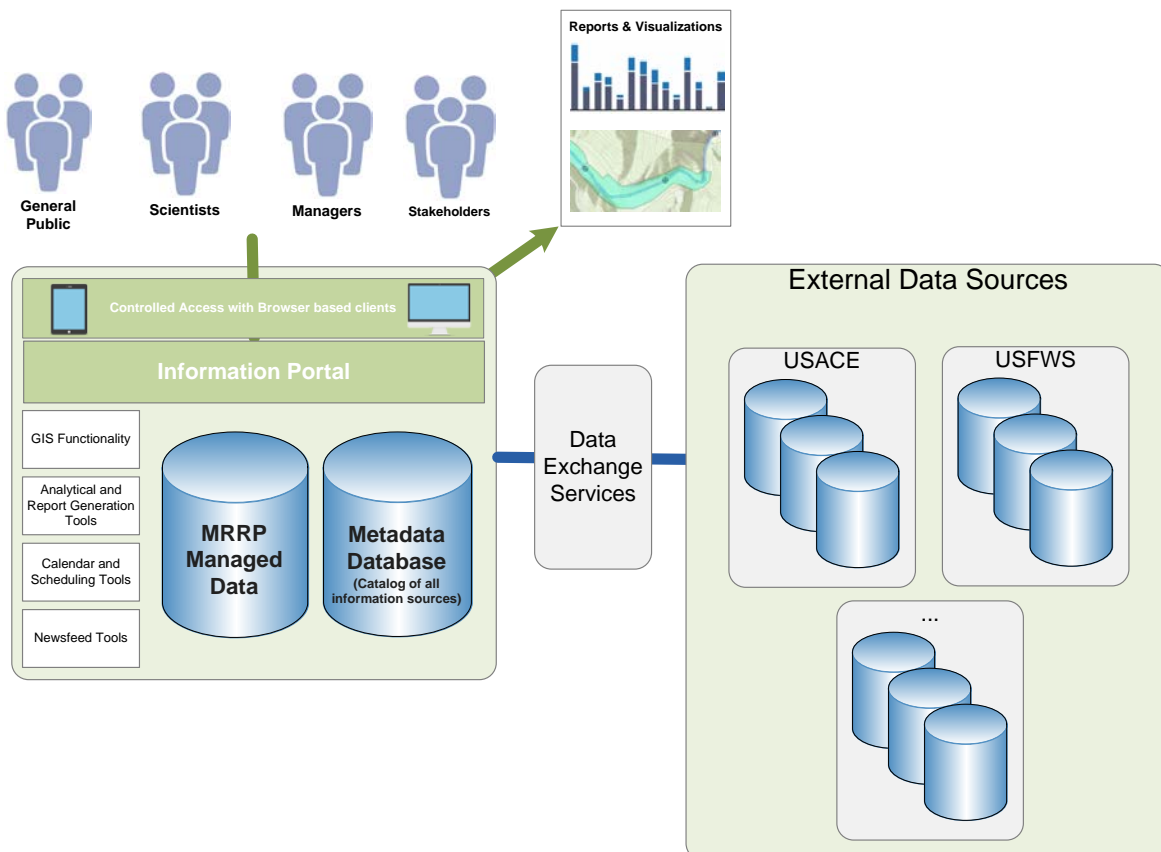 Reports & Visualizations
General
Public
Scientists
Managers
Stakeholders
Controlled Access with Browser based clients
Information Portal
GIS Functionality
Analytical and
Report Generation
Tools
Calendar and
Scheduling Tools
Newsfeed Tools
MRRP
Managed
Data
Metadata
Database
(Catalog of all
information sources)
Data
Exchange
Services
External Data Sources
USACE
USFWS
...